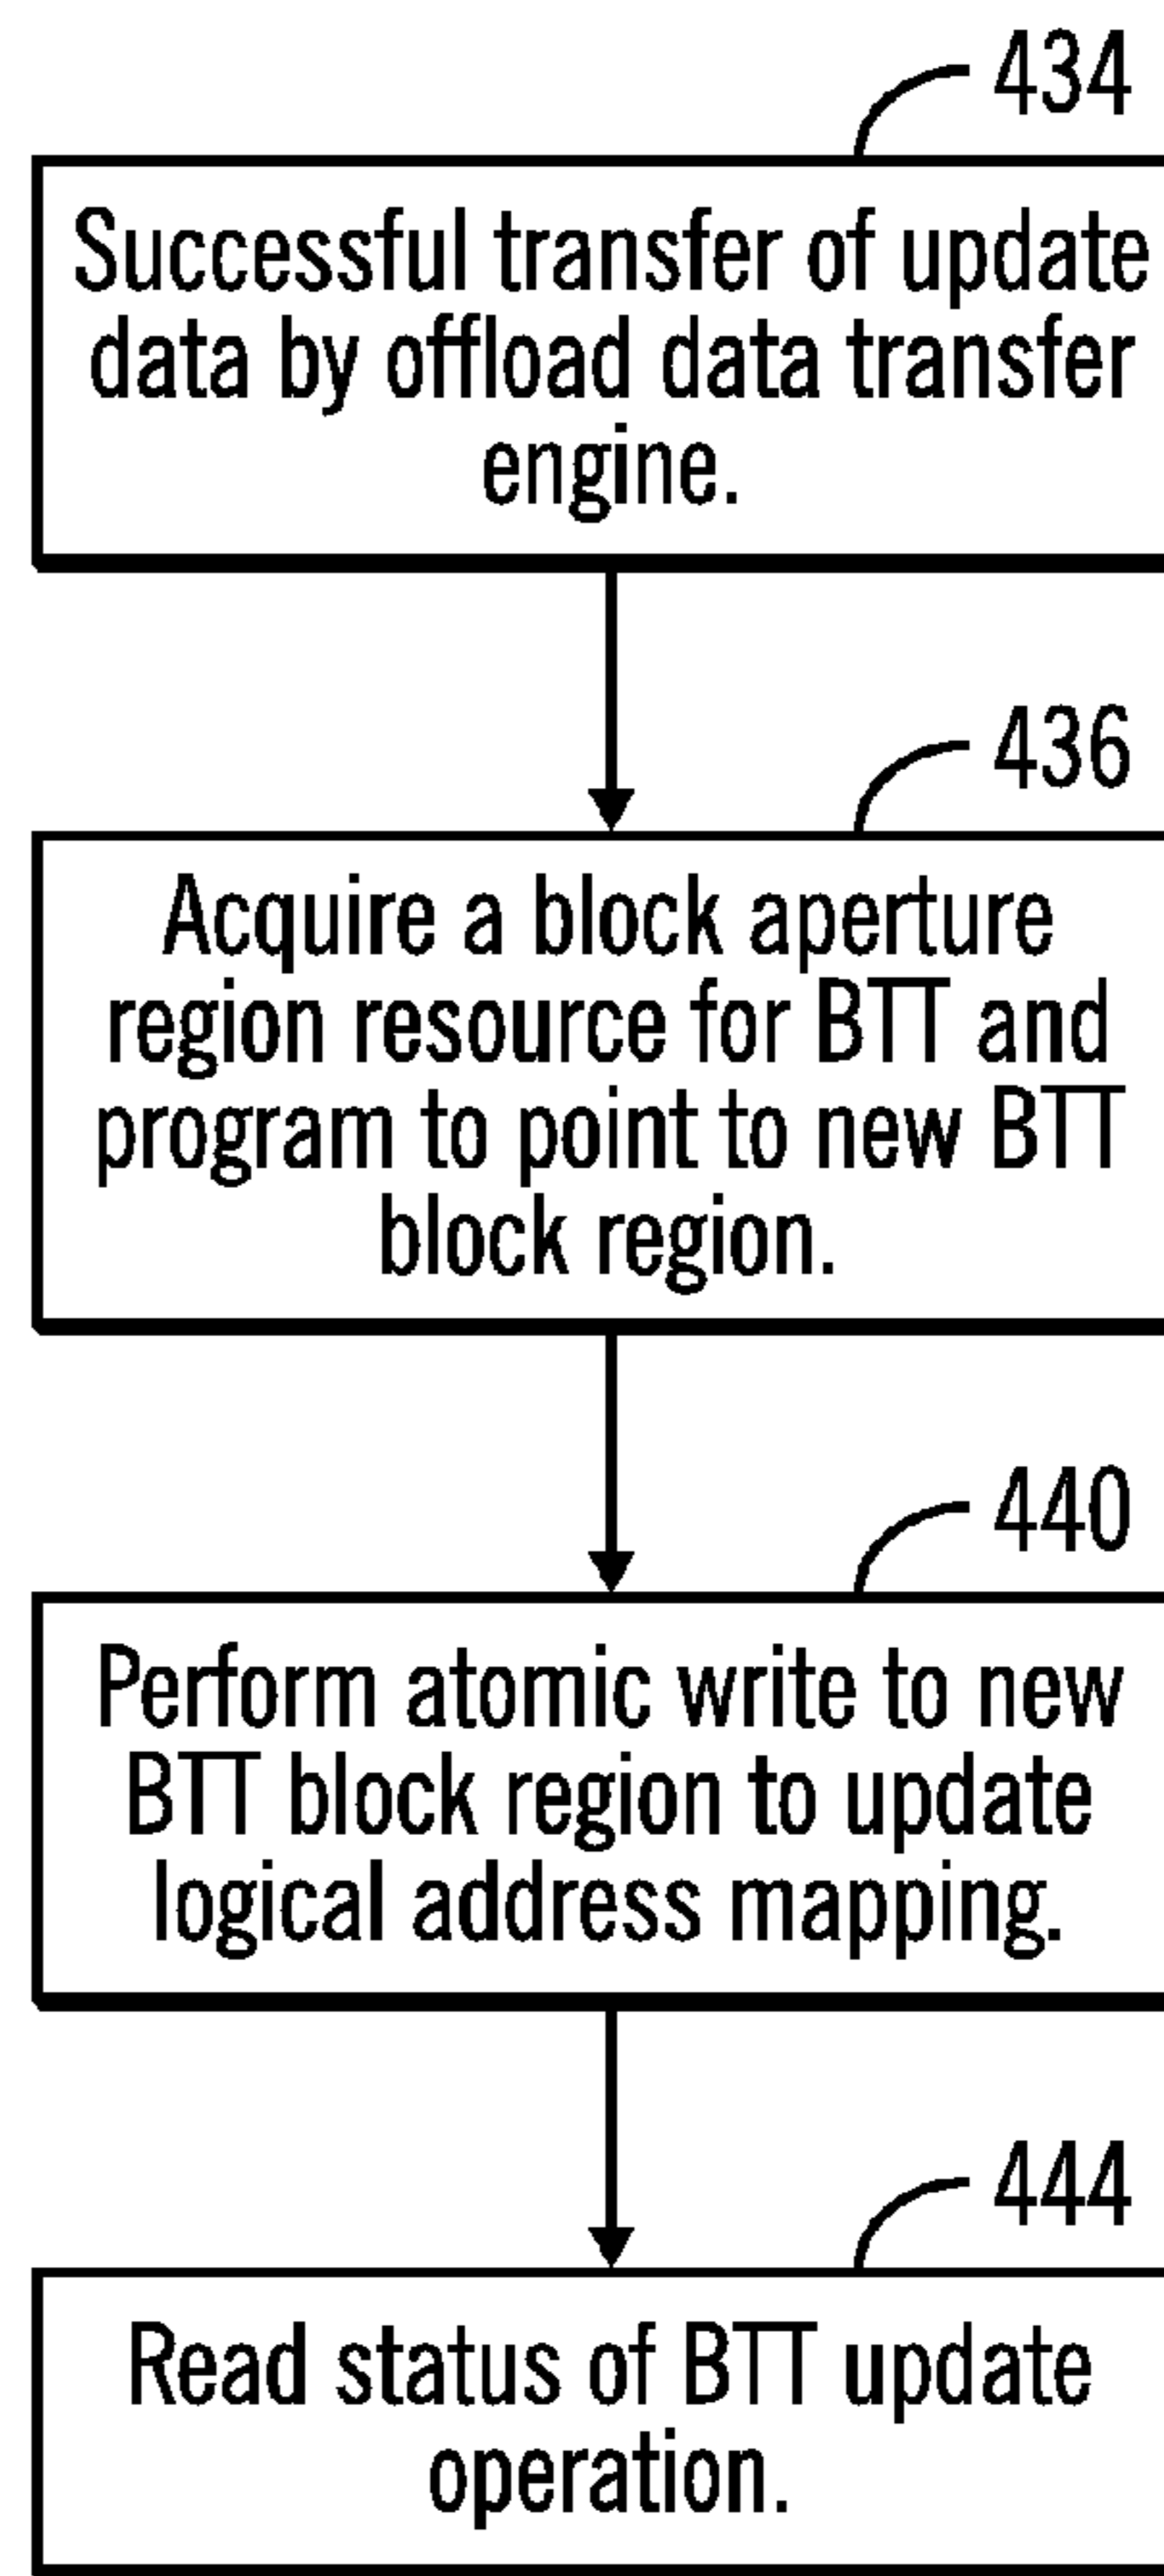 434
Successful transfer of update
data by offload data transfer
engine.
436
Acquire a block aperture
region resource for BTT and
program to point to new BTT
block region.
440
Perform atomic write to new
BTT block region to update
logical address mapping.
444
Read status of BTT update
operation.